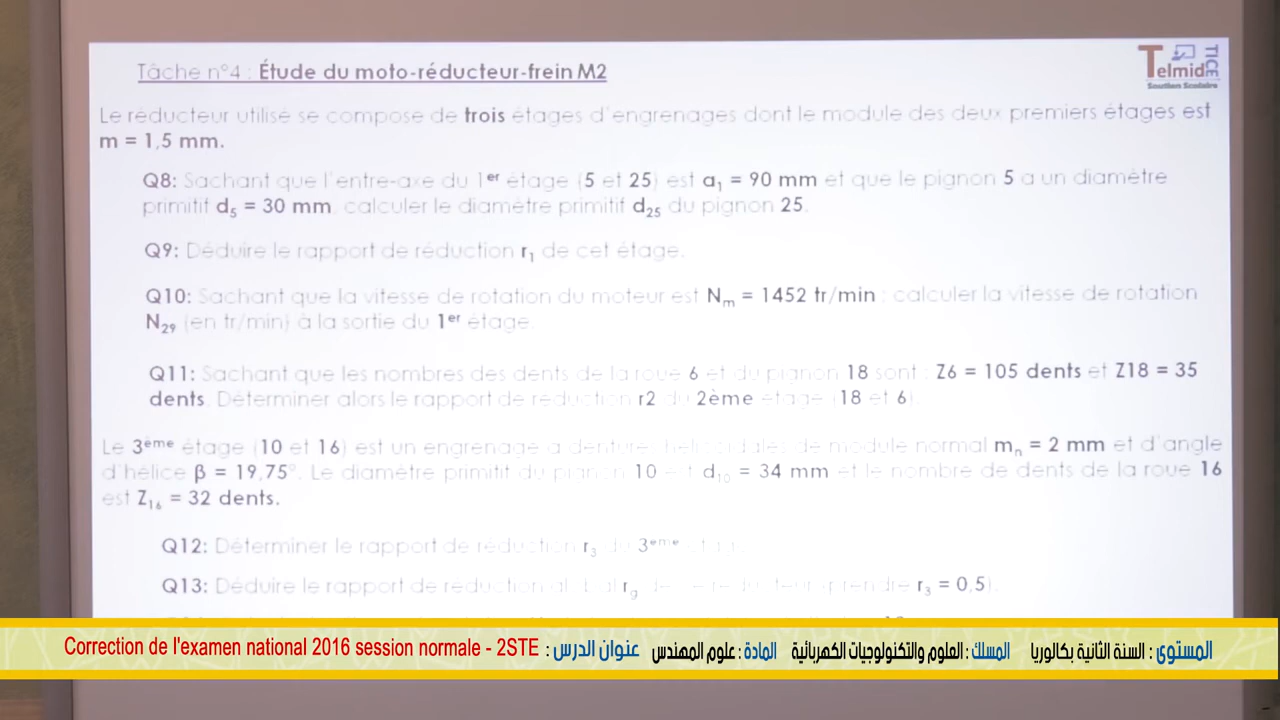 Tâche n°4 : Étude du moto-réducteur-frein M2
Telmid TICE
Soutien Scolaire
Le réducteur utilisé se compose de trois étages d'engrenages dont le module des deux premiers étages est
m = 1,5 mm.
Q8: Sachant que l'entre-axe du 1er étage (5 et 25) est a1 = 90 mm et que le pignon 5 a un diamètre
primitif d5 = 30 mm, calculer le diamètre primitif d25 du pignon 25.
Q9: Déduire le rapport de réduction r1 de cet étage.
Q10: Sachant que la vitesse de rotation du moteur est Nm = 1452 tr/min ; calculer la vitesse de rotation
N29 (en tr/min) à la sortie du 1er étage.
Q11: Sachant que les nombres des dents de la roue 6 et du pignon 18 sont : Z6 = 105 dents et Z18 = 35
dents. Déterminer alors le rapport de réduction r2 du 2ème étage (18 et 6).
Le 3ème étage (10 et 16) est un engrenage à dentures hélicoïdales de module normal mn = 2 mm et d'angle
d'hélice β = 19,75°. Le diamètre primitif du pignon 10 est d10 = 34 mm et le nombre de dents de la roue 16
est Z16 = 32 dents.
Q12: Déterminer le rapport de réduction r3 du 3ème étage.
Q13: Déduire le rapport de réduction global rg de ce réducteur (prendre r3 = 0,5).
المستوى : السنة الثانية بكالوريا المسلك : العلوم والتكنولوجيات الكهربائية المادة : علوم المهندس عنوان الدرس : Correction de l'examen national 2016 session normale - 2STE